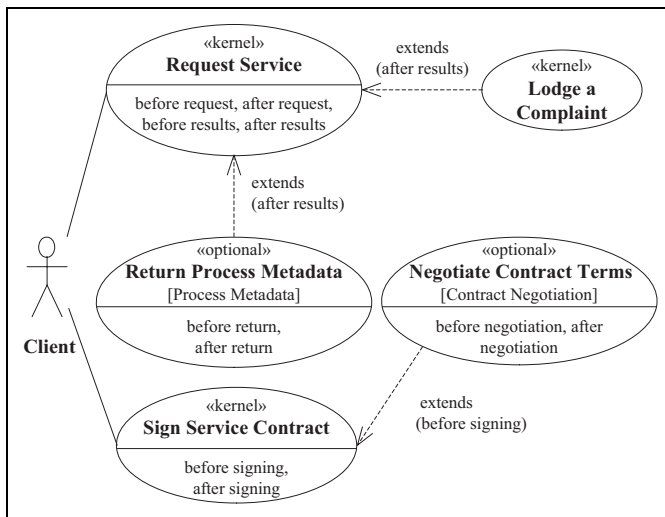 «kernel»
Request Service
before request, after request,
before results, after results
extends
(after results)
«kernel»
Lodge a
Complaint
extends
(after results)
«optional»
Return Process Metadata
[Process Metadata]
before return,
after return
«optional»
Negotiate Contract Terms
[Contract Negotiation]
before negotiation, after
negotiation
Client
extends
(before signing)
«kernel»
Sign Service Contract
before signing,
after signing